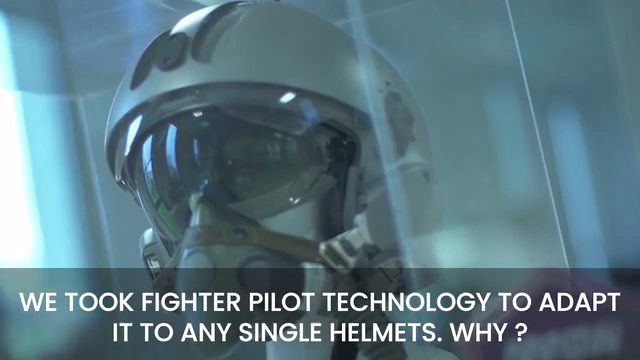 WE TOOK FIGHTER PILOT TECHNOLOGY TO ADAPT
IT TO ANY SINGLE HELMETS. WHY ?